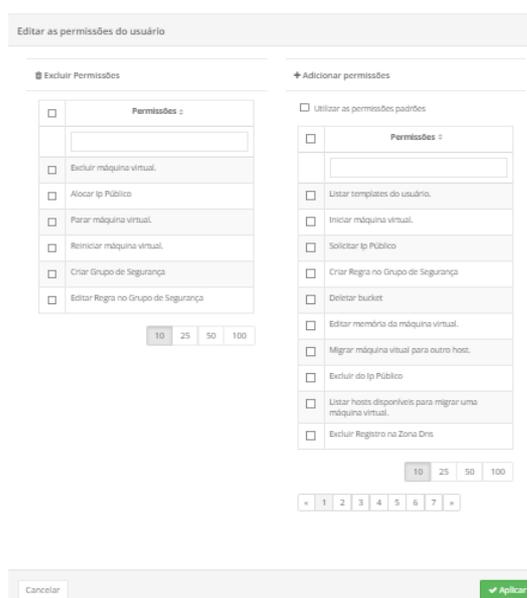 Editar as permissões do usuário
Excluir Permissões
Permissões
Excluir máquina virtual.
Alocar Ip Público
Parar máquina virtual.
Reiniciar máquina virtual.
Criar Grupo de Segurança
Editar Regra no Grupo de Segurança
10 25 50 100
+ Adicionar permissões
Utilizar as permissões padrões
Permissões
Listar templates do usuário.
Iniciar máquina virtual.
Solicitar Ip Público
Criar Regra no Grupo de Segurança
Deletar bucket
Editar memória da máquina virtual.
Migrar máquina vitual para outro host.
Excluir do Ip Público
Listar hosts disponíveis para migrar uma
máquina virtual.
Excluir Registro na Zona Dns
10 25 50 100
« 1 2 3 4 5 6 7 »
Cancelar
Aplicar